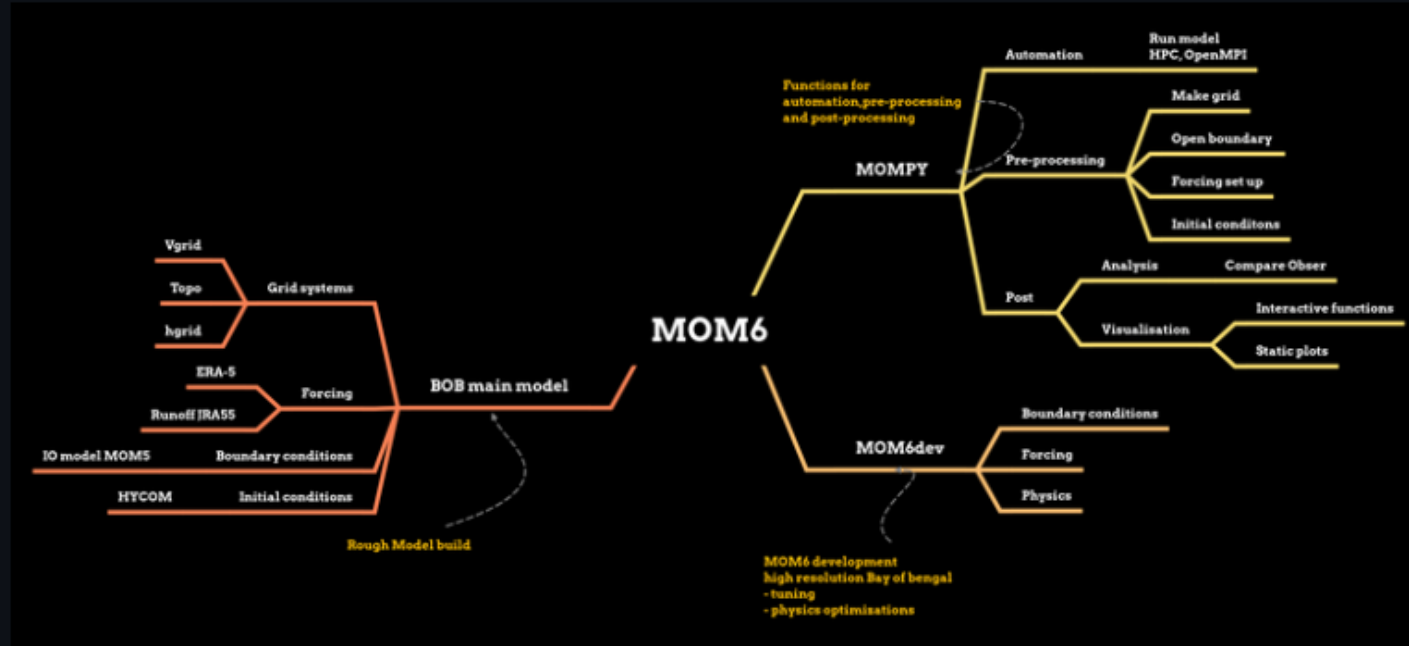 MOM6
MOMPY
Functions for
automation,pre-processing
and post-processing
Automation
Run model
HPC, OpenMPI
Pre-processing
Make grid
Open boundary
Forcing set up
Initial conditons
Post
Analysis
Compare Obser
Visualisation
Interactive functions
Static plots
MOM6dev
Boundary conditions
Forcing
Physics
MOM6 development
high resolution Bay of bengal
- tuning
- physics optimisations
BOB main model
Rough Model build
Grid systems
Vgrid
Topo
hgrid
Forcing
ERA-5
Runoff JRA55
Boundary conditions
IO model MOM5
Initial conditions
HYCOM